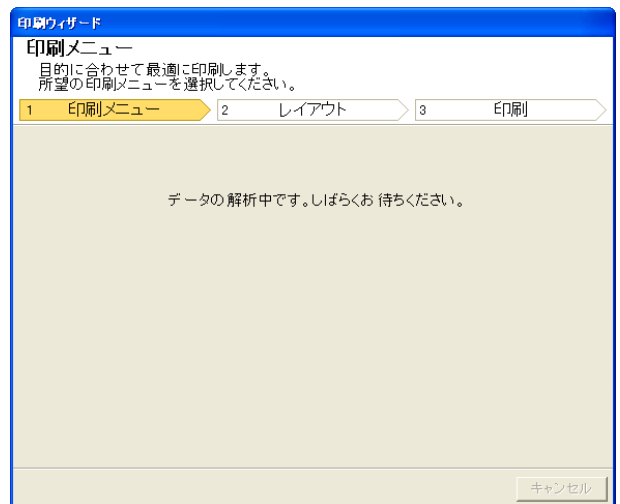 印刷ウィザード
印刷メニュー
目的に合わせて最適に印刷します。
所望の印刷メニューを選択してください。
1 印刷メニュー 2 レイアウト 3 印刷
データの解析中です。しばらくお待ちください。
キャンセル